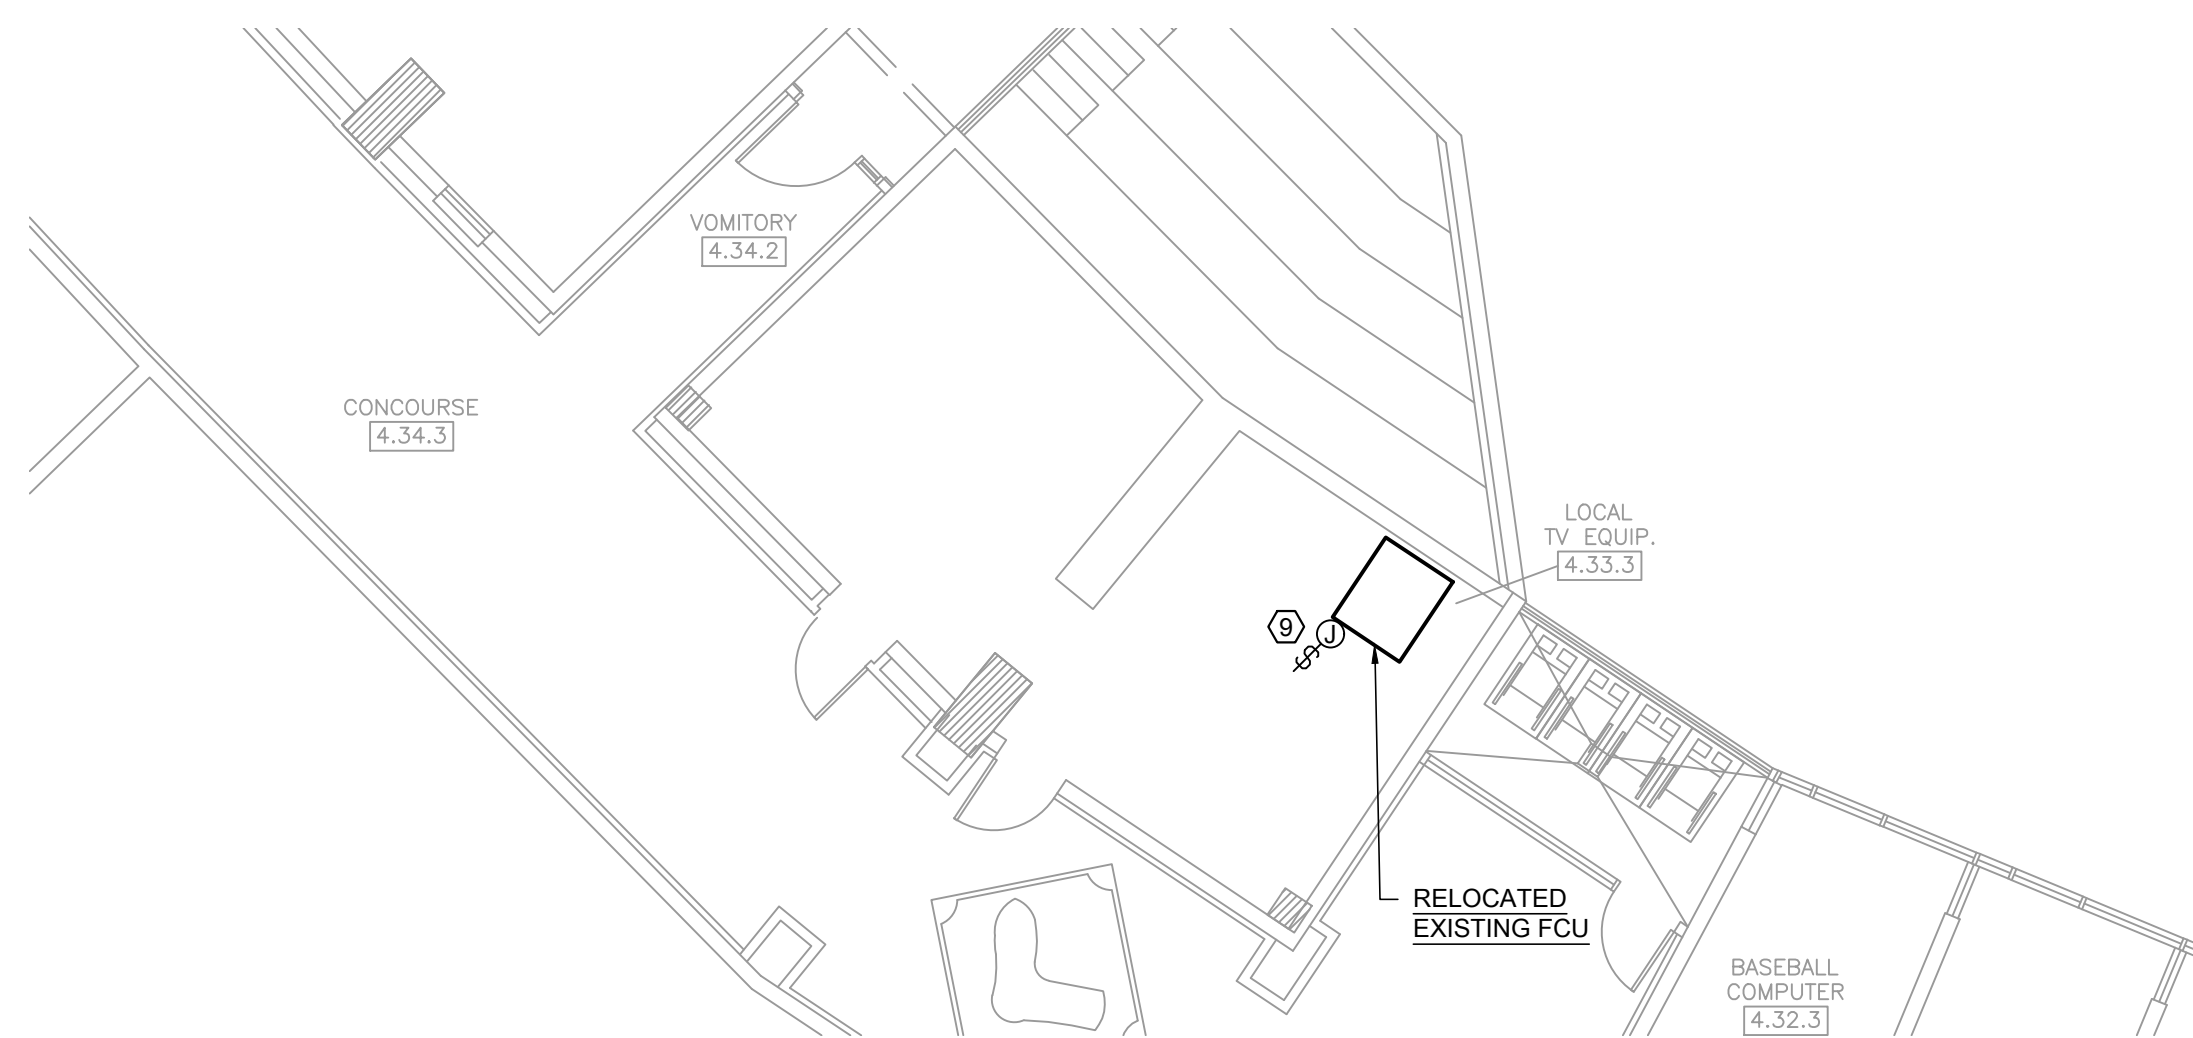 VOMITORY
4.34.2
CONCOURSE
4.34.3
LOCAL
TV EQUIP.
4.33.3
9
J
$
RELOCATED
EXISTING FCU
BASEBALL
COMPUTER
4.32.3